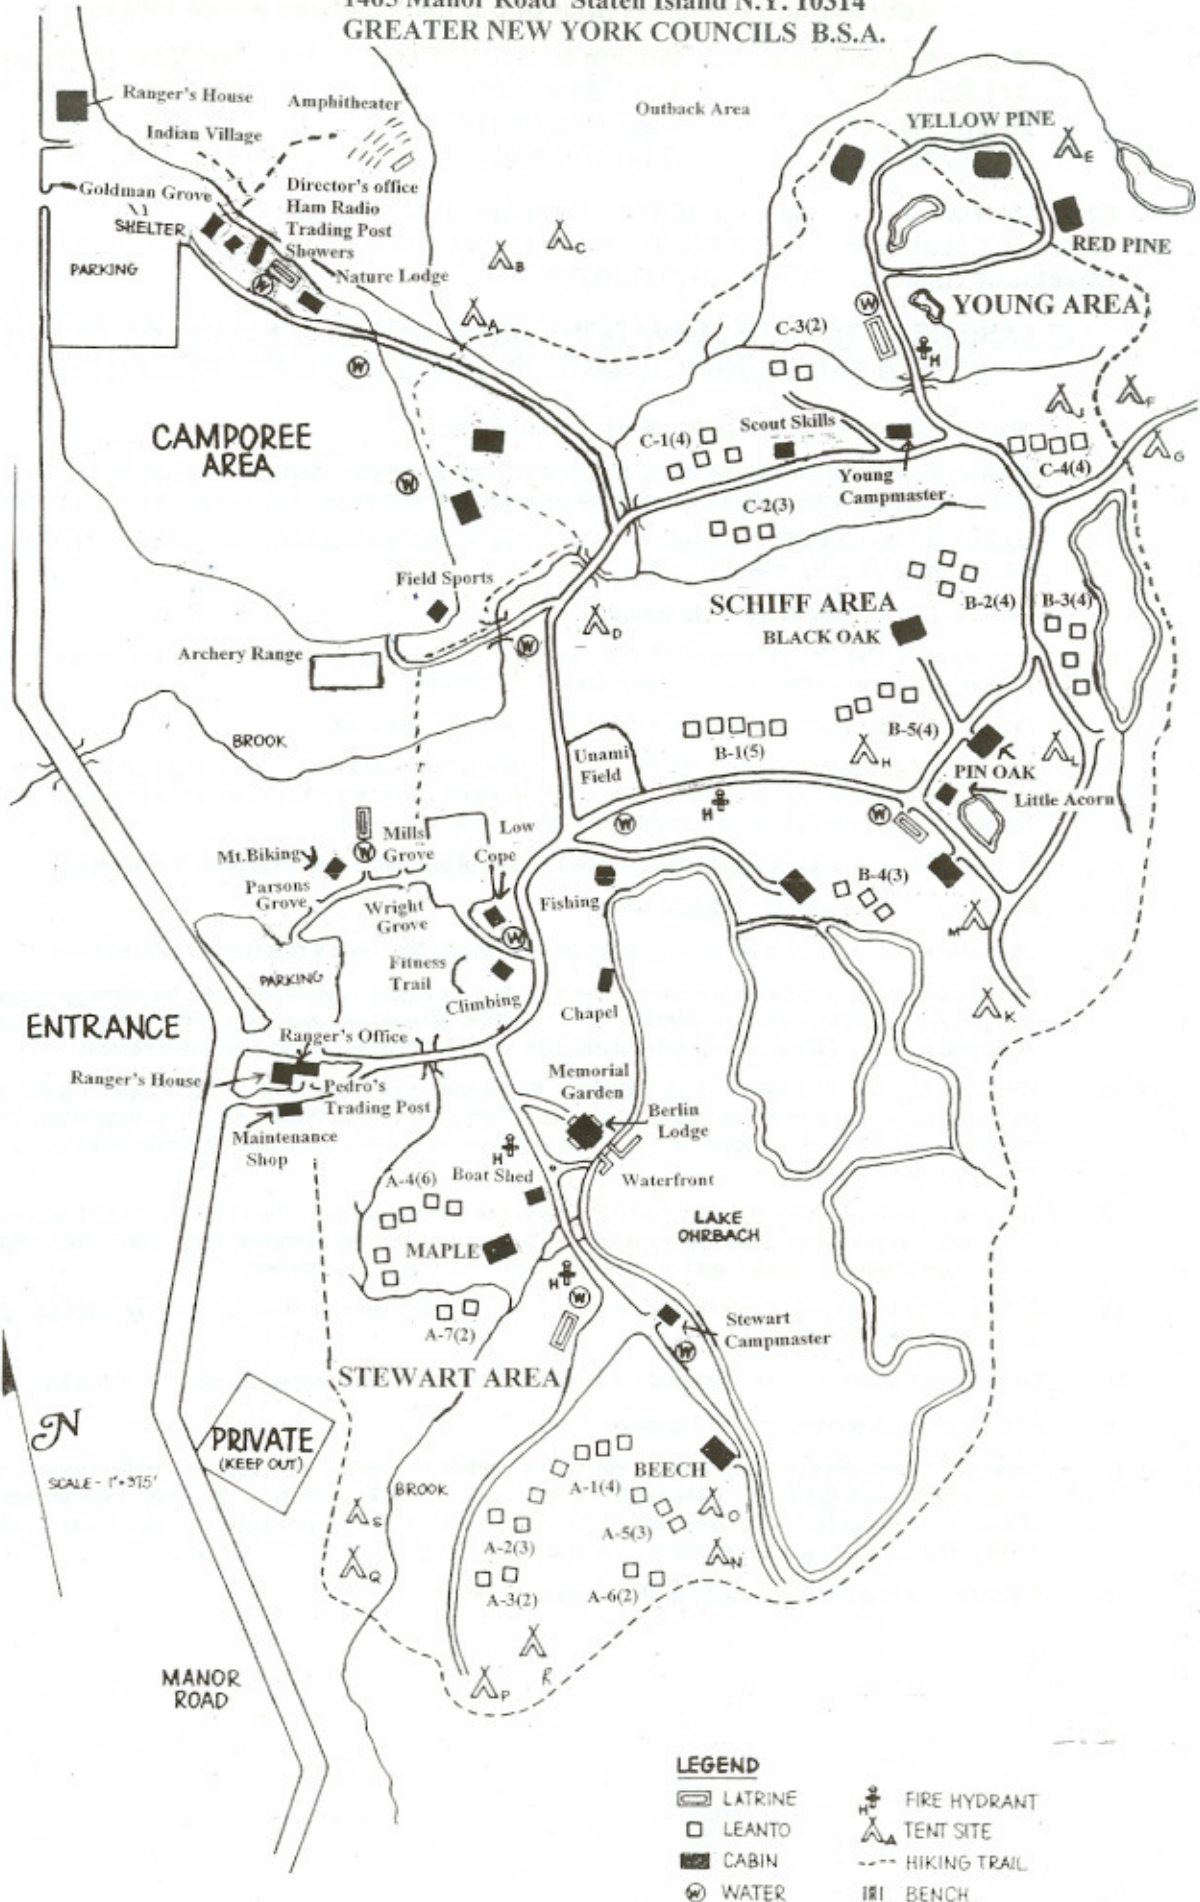 1465 Manor Road Staten Island N.Y. 10314
GREATER NEW YORK COUNCILS B.S.A.
Ranger's House
Amphitheater
Outback Area
YELLOW PINE
E
Indian Village
Goldman Grove
SHELTER
Director's office
Ham Radio
Trading Post
Showers
Nature Lodge
RED PINE
PARKING
W
B
C
A
YOUNG AREA
W
H
C-3(2)
W
CAMPOREE
AREA
W
C-1(4)
Scout Skills
J
F
G
C-4(4)
Young
Campmaster
C-2(3)
Field Sports
SCHIFF AREA
B-2(4)
B-3(4)
BLACK OAK
D
W
Archery Range
BROOK
Unami
Field
B-1(5)
B-5(4)
H
L
PIN OAK
Little Acorn
H
W
W
Mt.Biking
W
Mills
Grove
Low
Cope
Parsons
Grove
Wright
Grove
Fishing
B-4(3)
M
W
PARKING
Fitness
Trail
Climbing
Chapel
K
ENTRANCE
Ranger's Office
Ranger's House
Pedro's
Trading Post
Maintenance
Shop
Memorial
Garden
Berlin
Lodge
H
Boat Shed
Waterfront
A-4(6)
LAKE
OHRBACH
MAPLE
H
W
A-7(2)
Stewart
Campmaster
W
STEWART AREA
N
SCALE - 1"=375'
PRIVATE
(KEEP OUT)
BROOK
BEECH
A-1(4)
O
A-5(3)
S
A-2(3)
N
Q
A-3(2)
A-6(2)
R
P
MANOR
ROAD
LEGEND
LATRINE
H FIRE HYDRANT
LEANTO
A TENT SITE
CABIN
HIKING TRAIL
W WATER
BENCH